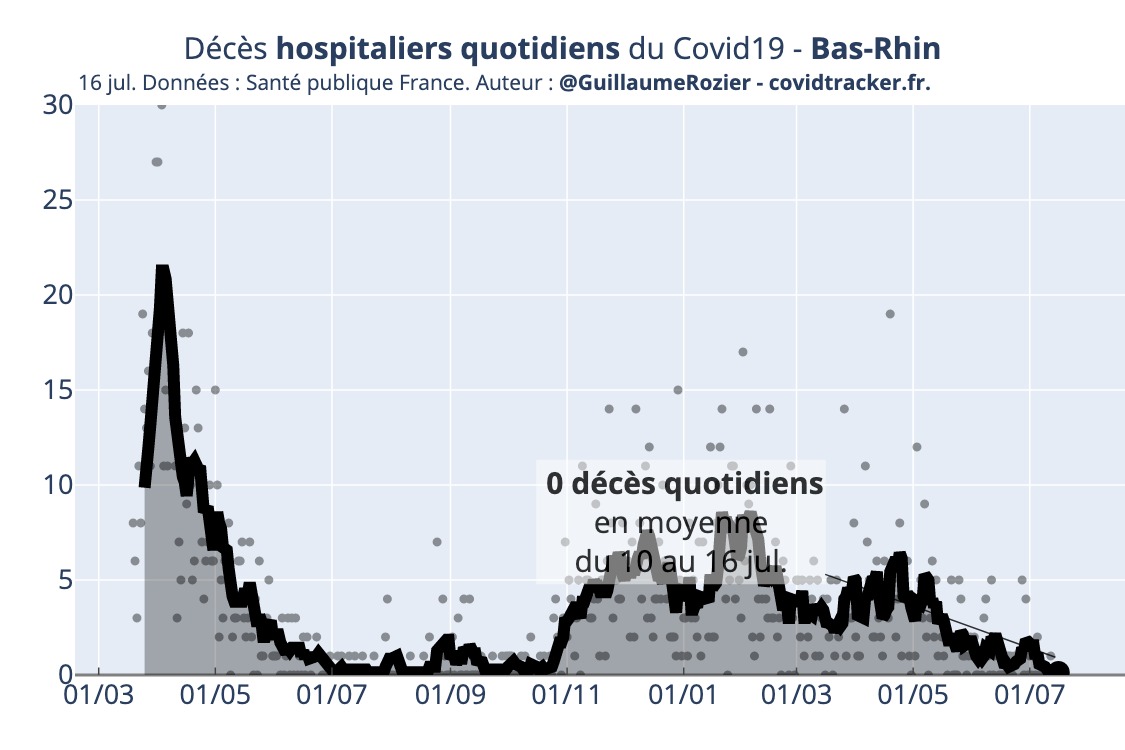 Décès hospitaliers quotidiens du Covid19 - Bas-Rhin
16 jul. Données : Santé publique France. Auteur : @GuillaumeRozier - covidtracker.fr.
30
25
20
15
10
5
0
0 décès quotidiens
en moyenne
du 10 au 16 jul.
01/03 01/05 01/07 01/09 01/11 01/01 01/03 01/05 01/07